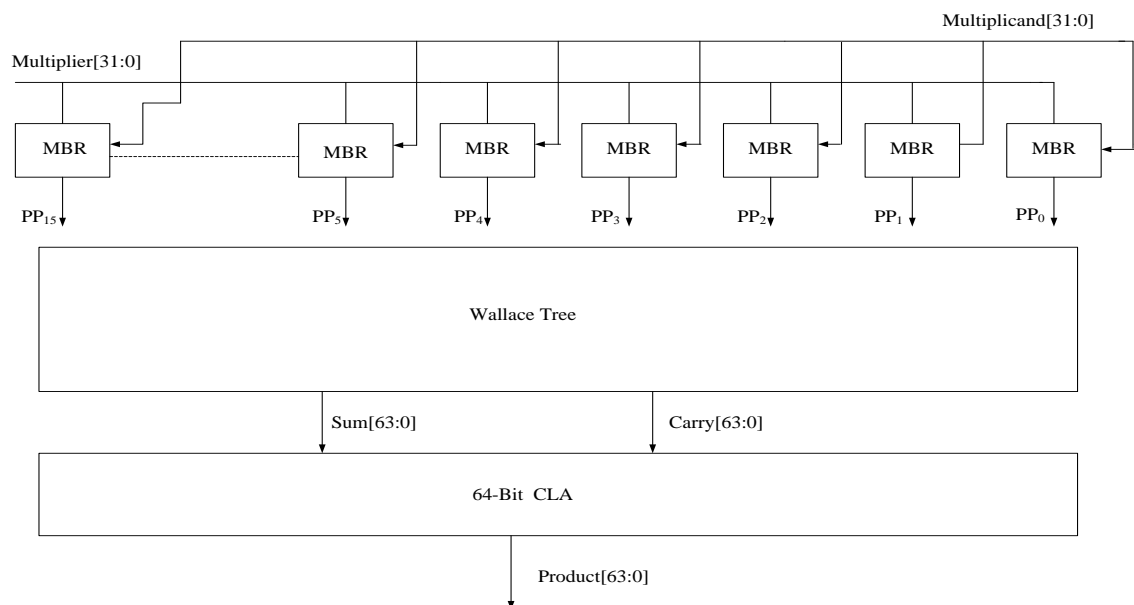 Multiplicand[31:0]
Multiplier[31:0]
MBR MBR MBR MBR MBR MBR MBR
PP₁₅ PP₅ PP₄ PP₃ PP₂ PP₁ PP₀
Wallace Tree
Sum[63:0] Carry[63:0]
64-Bit CLA
Product[63:0]